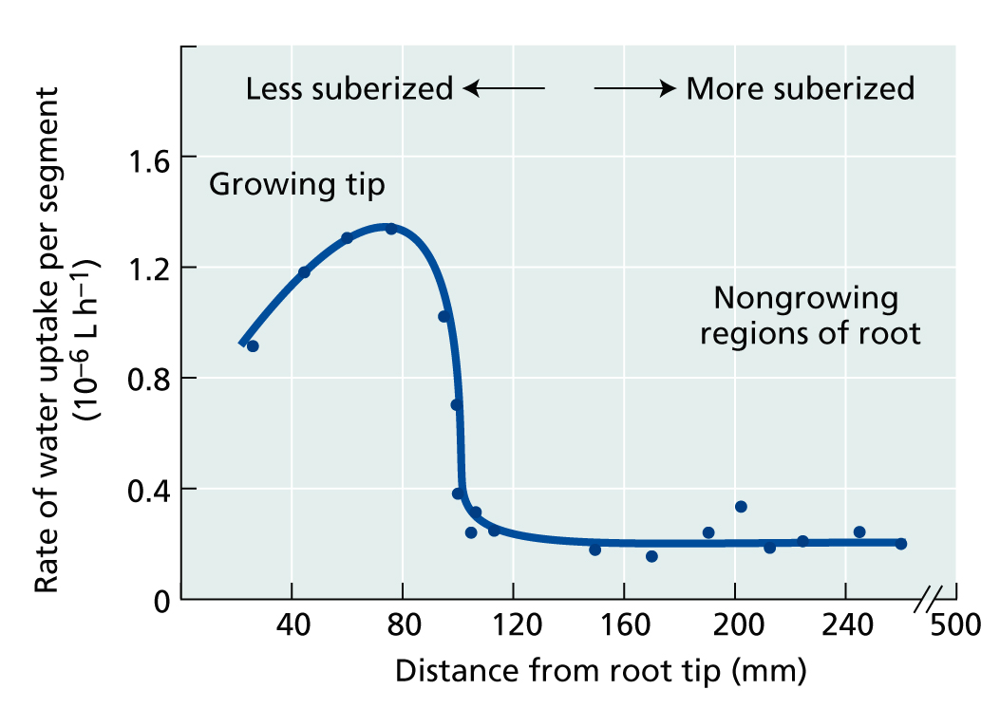 Less suberized
More suberized
Growing tip
Nongrowing
regions of root
1.6
1.2
0.8
0.4
0
Rate of water uptake per segment
(10–6 L h–1)
40 80 120 160 200 240 500
Distance from root tip (mm)